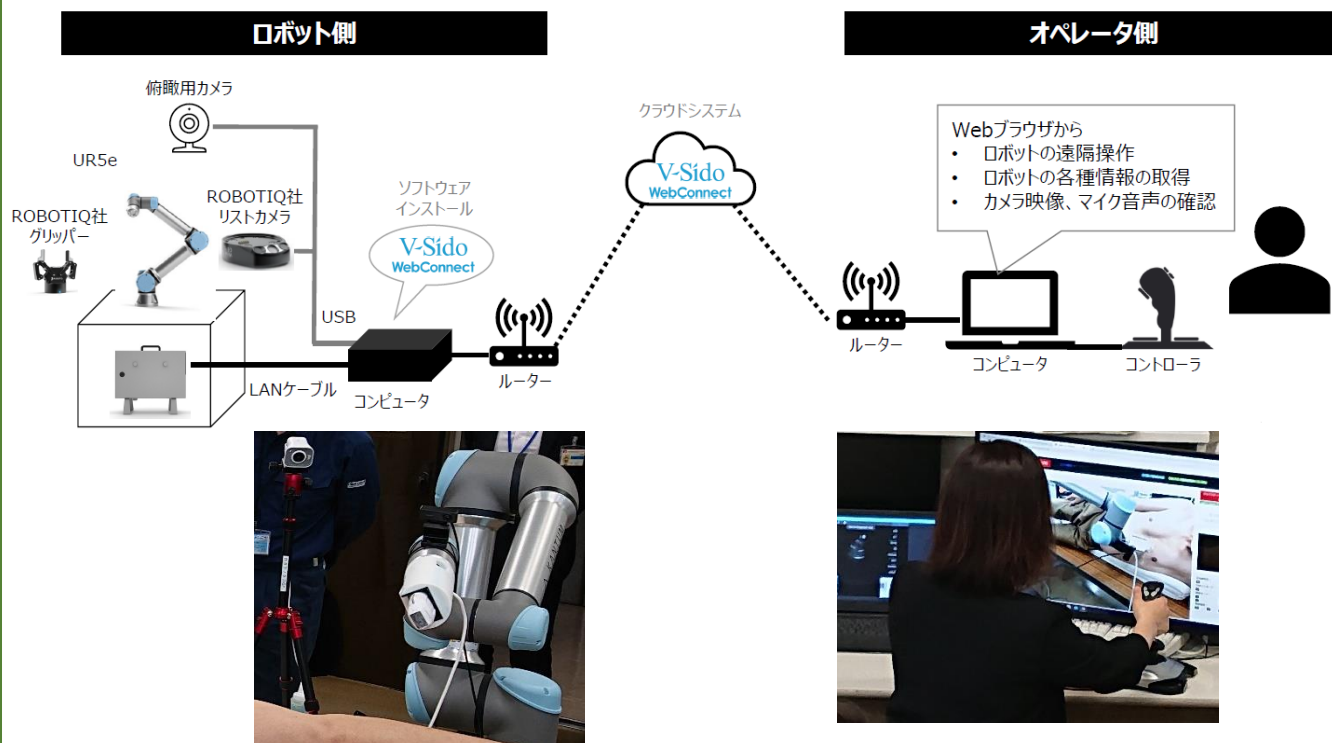 ロボット側
オペレータ側
俯瞰用カメラ
UR5e
ROBOTIQ社
グリッパー
ROBOTIQ社
リストカメラ
ソフトウェア
インストール
V-Sido
WebConnect
USB
LANケーブル
コンピュータ
ルーター
クラウドシステム
V-Sido
WebConnect
Webブラウザから
• ロボットの遠隔操作
• ロボットの各種情報の取得
• カメラ映像、マイク音声の確認
ルーター
コンピュータ
コントローラ